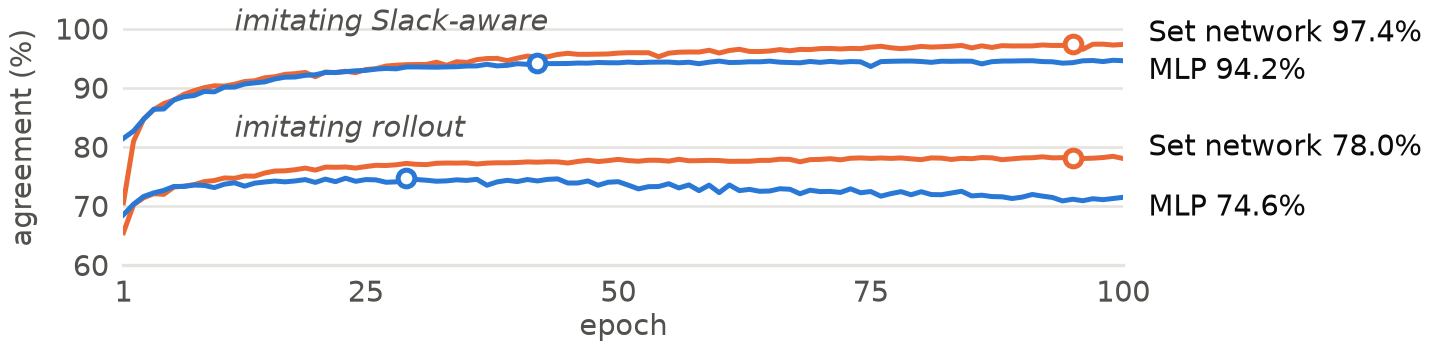 imitating Slack-aware
Set network 97.4%
MLP 94.2%
imitating rollout
Set network 78.0%
MLP 74.6%
agreement (%)
100
90
80
70
60
1 25 50 75 100
epoch